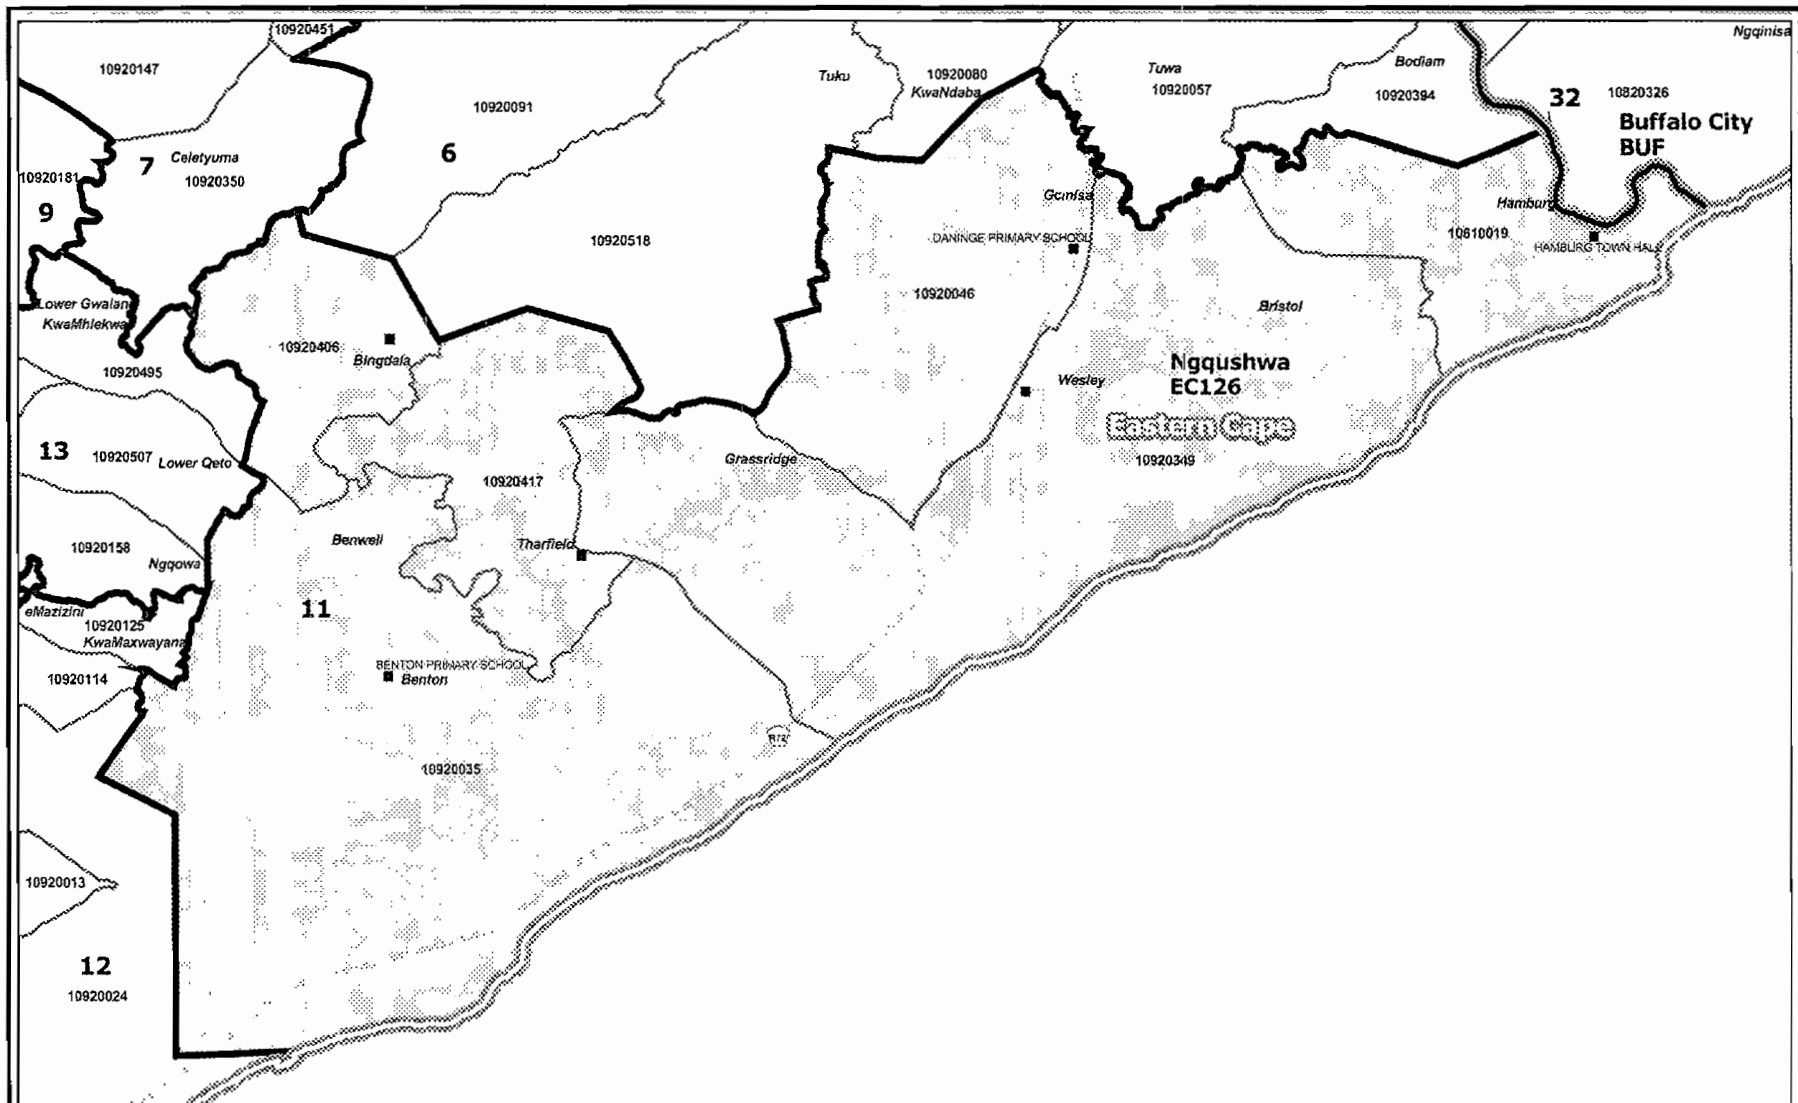 10920451
Ngqinisa
10920147
Tuku
10920080
KwaNdaba
Tuwa
10920057
Bodiam
10920394
32
10820326
Buffalo City
BUF
10920091
6
7
Celetyuma
10920350
10920181
9
Gcinisa
Hamburg
10810019
HAMBURG TOWN HALL
DANINGE PRIMARY SCHOOL
10920518
10920046
Bristol
Lower Gwalan
KwaMhlekwa
10920406
Bingdala
10920495
Ngqushwa
EC126
Wesley
Eastern Cape
10920349
13
10920507
Lower Qeto
Grassridge
10920417
Benwell
Tharfield
10920158
Ngqowa
eMazizini
10920125
KwaMaxwayana
11
BENTON PRIMARY SCHOOL
Benton
10920114
R72
10920035
10920013
12
10920024